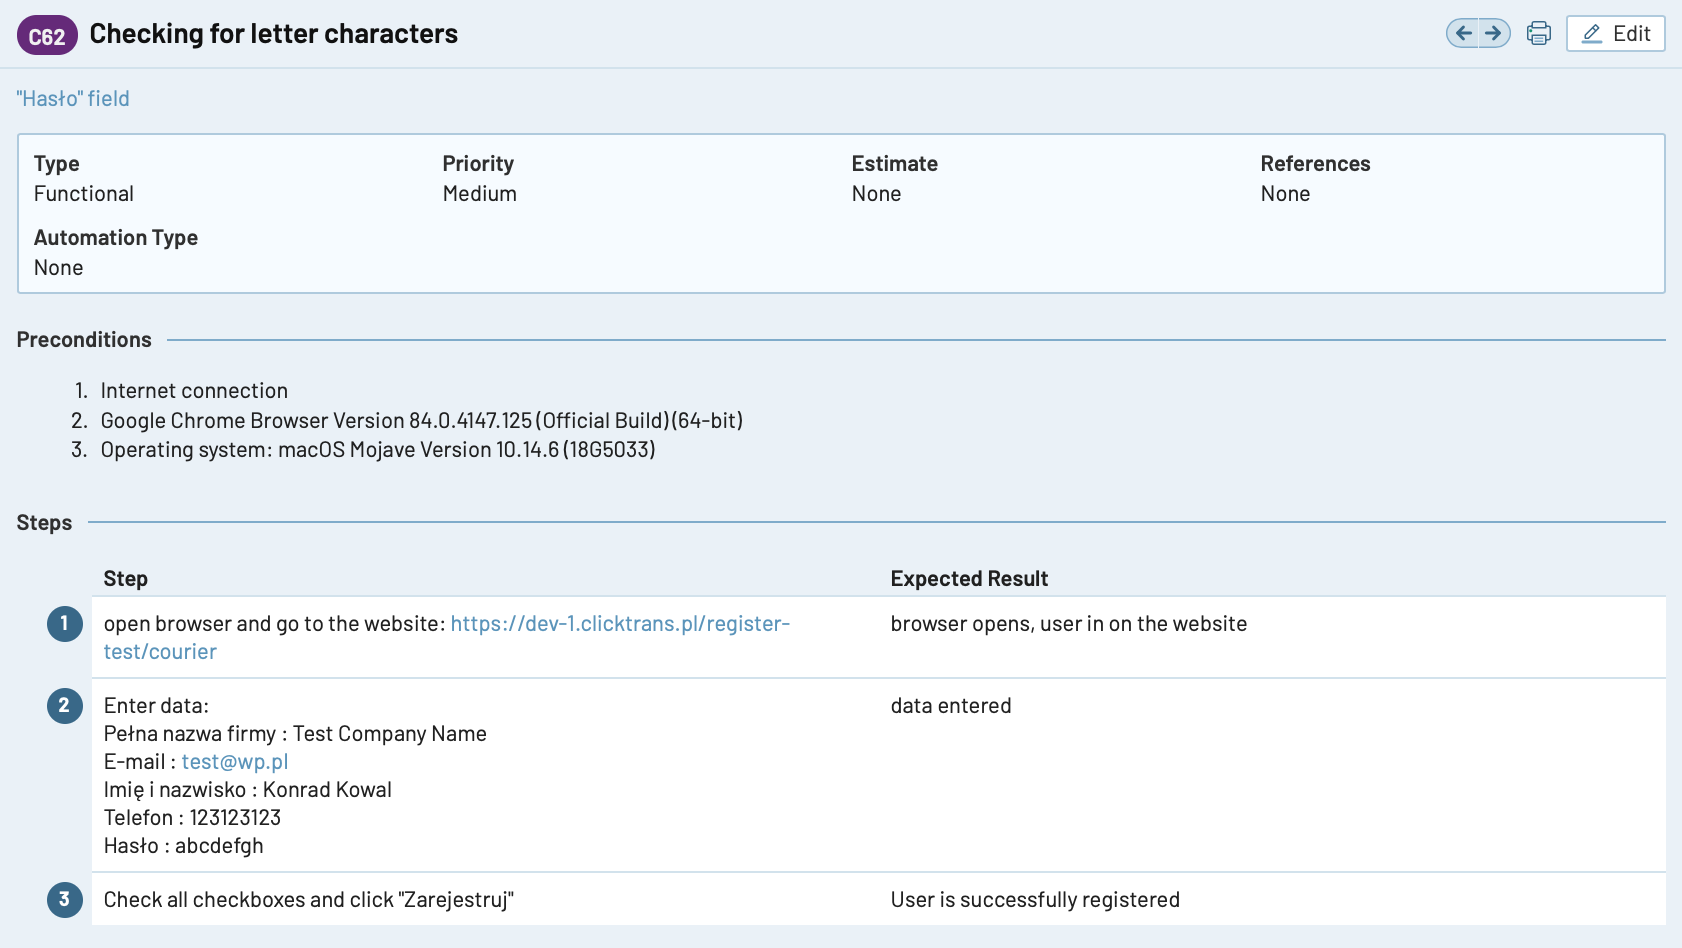 C62 Checking for letter characters
Edit
"Hasło" field
Type Priority Estimate References
Functional Medium None None
Automation Type
None
Preconditions
1. Internet connection
2. Google Chrome Browser Version 84.0.4147.125 (Official Build) (64-bit)
3. Operating system: macOS Mojave Version 10.14.6 (18G5033)
Steps
Step Expected Result
1 open browser and go to the website: https://dev-1.clicktrans.pl/register- browser opens, user in on the website
test/courier
2 Enter data: data entered
Pełna nazwa firmy : Test Company Name
E-mail : test@wp.pl
Imię i nazwisko : Konrad Kowal
Telefon : 123123123
Hasło : abcdefgh
3 Check all checkboxes and click "Zarejestruj" User is successfully registered